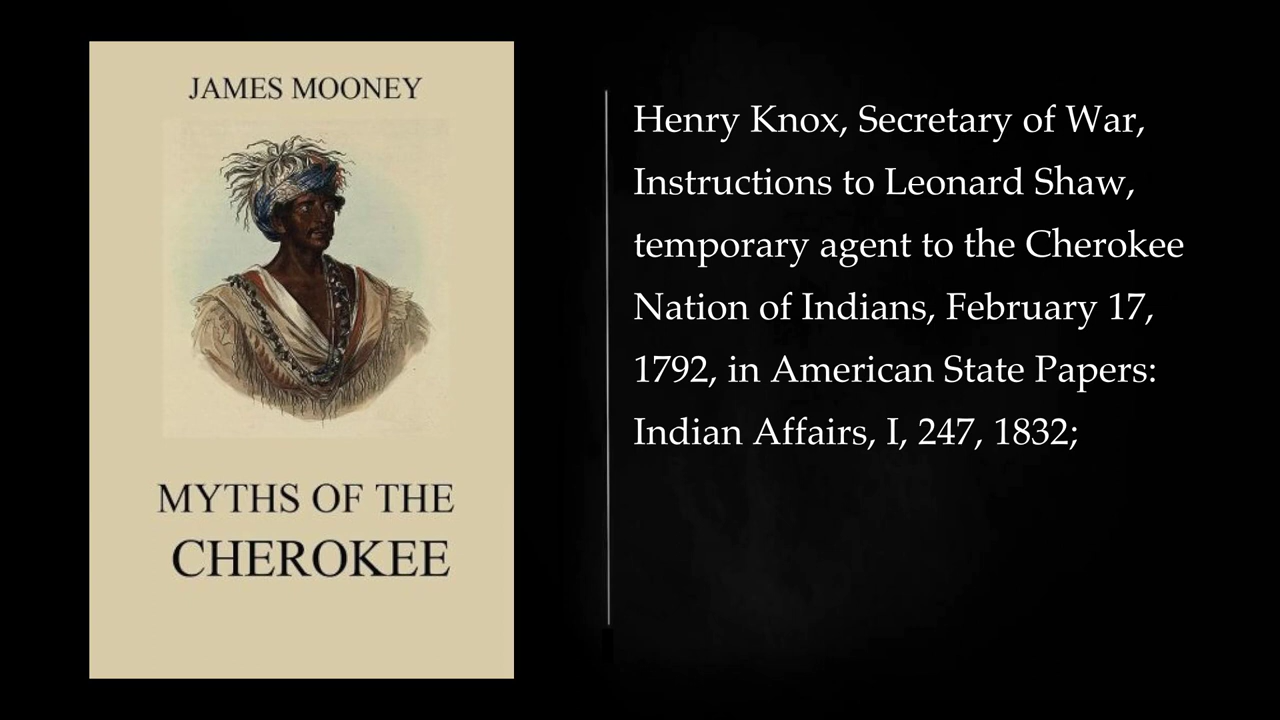 JAMES MOONEY
MYTHS OF THE
CHEROKEE
Henry Knox, Secretary of War,
Instructions to Leonard Shaw,
temporary agent to the Cherokee
Nation of Indians, February 17,
1792, in American State Papers:
Indian Affairs, I, 247, 1832;